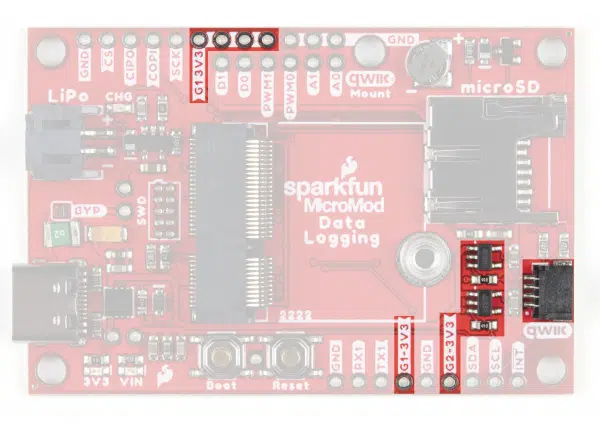 GND
CS
CIPO
COPI
SCK
G1 3V3
D1
D0
PWM1
PWM0
A1
A0
GND
qwiic
Mount
LiPo
CHG
microSD
+
-
BYP
SWD
sparkfun
MicroMod
Data
Logging
2222
qwiic
3V3
VIN
Boot
Reset
GND
RX1
TX1
G1-3V3
GND
G2-3V3
SDA
SCL
INT